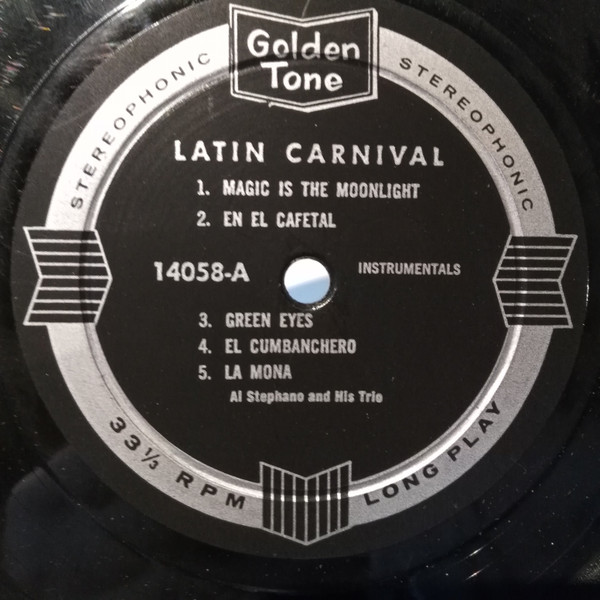 Golden
Tone
STEREOPHONIC
STEREOPHONIC
LATIN CARNIVAL
1. MAGIC IS THE MOONLIGHT
2. EN EL CAFETAL
14058-A
INSTRUMENTALS
3. GREEN EYES
4. EL CUMBANCHERO
5. LA MONA
Al Stephano and His Trio
33⅓ RPM
LONG PLAY